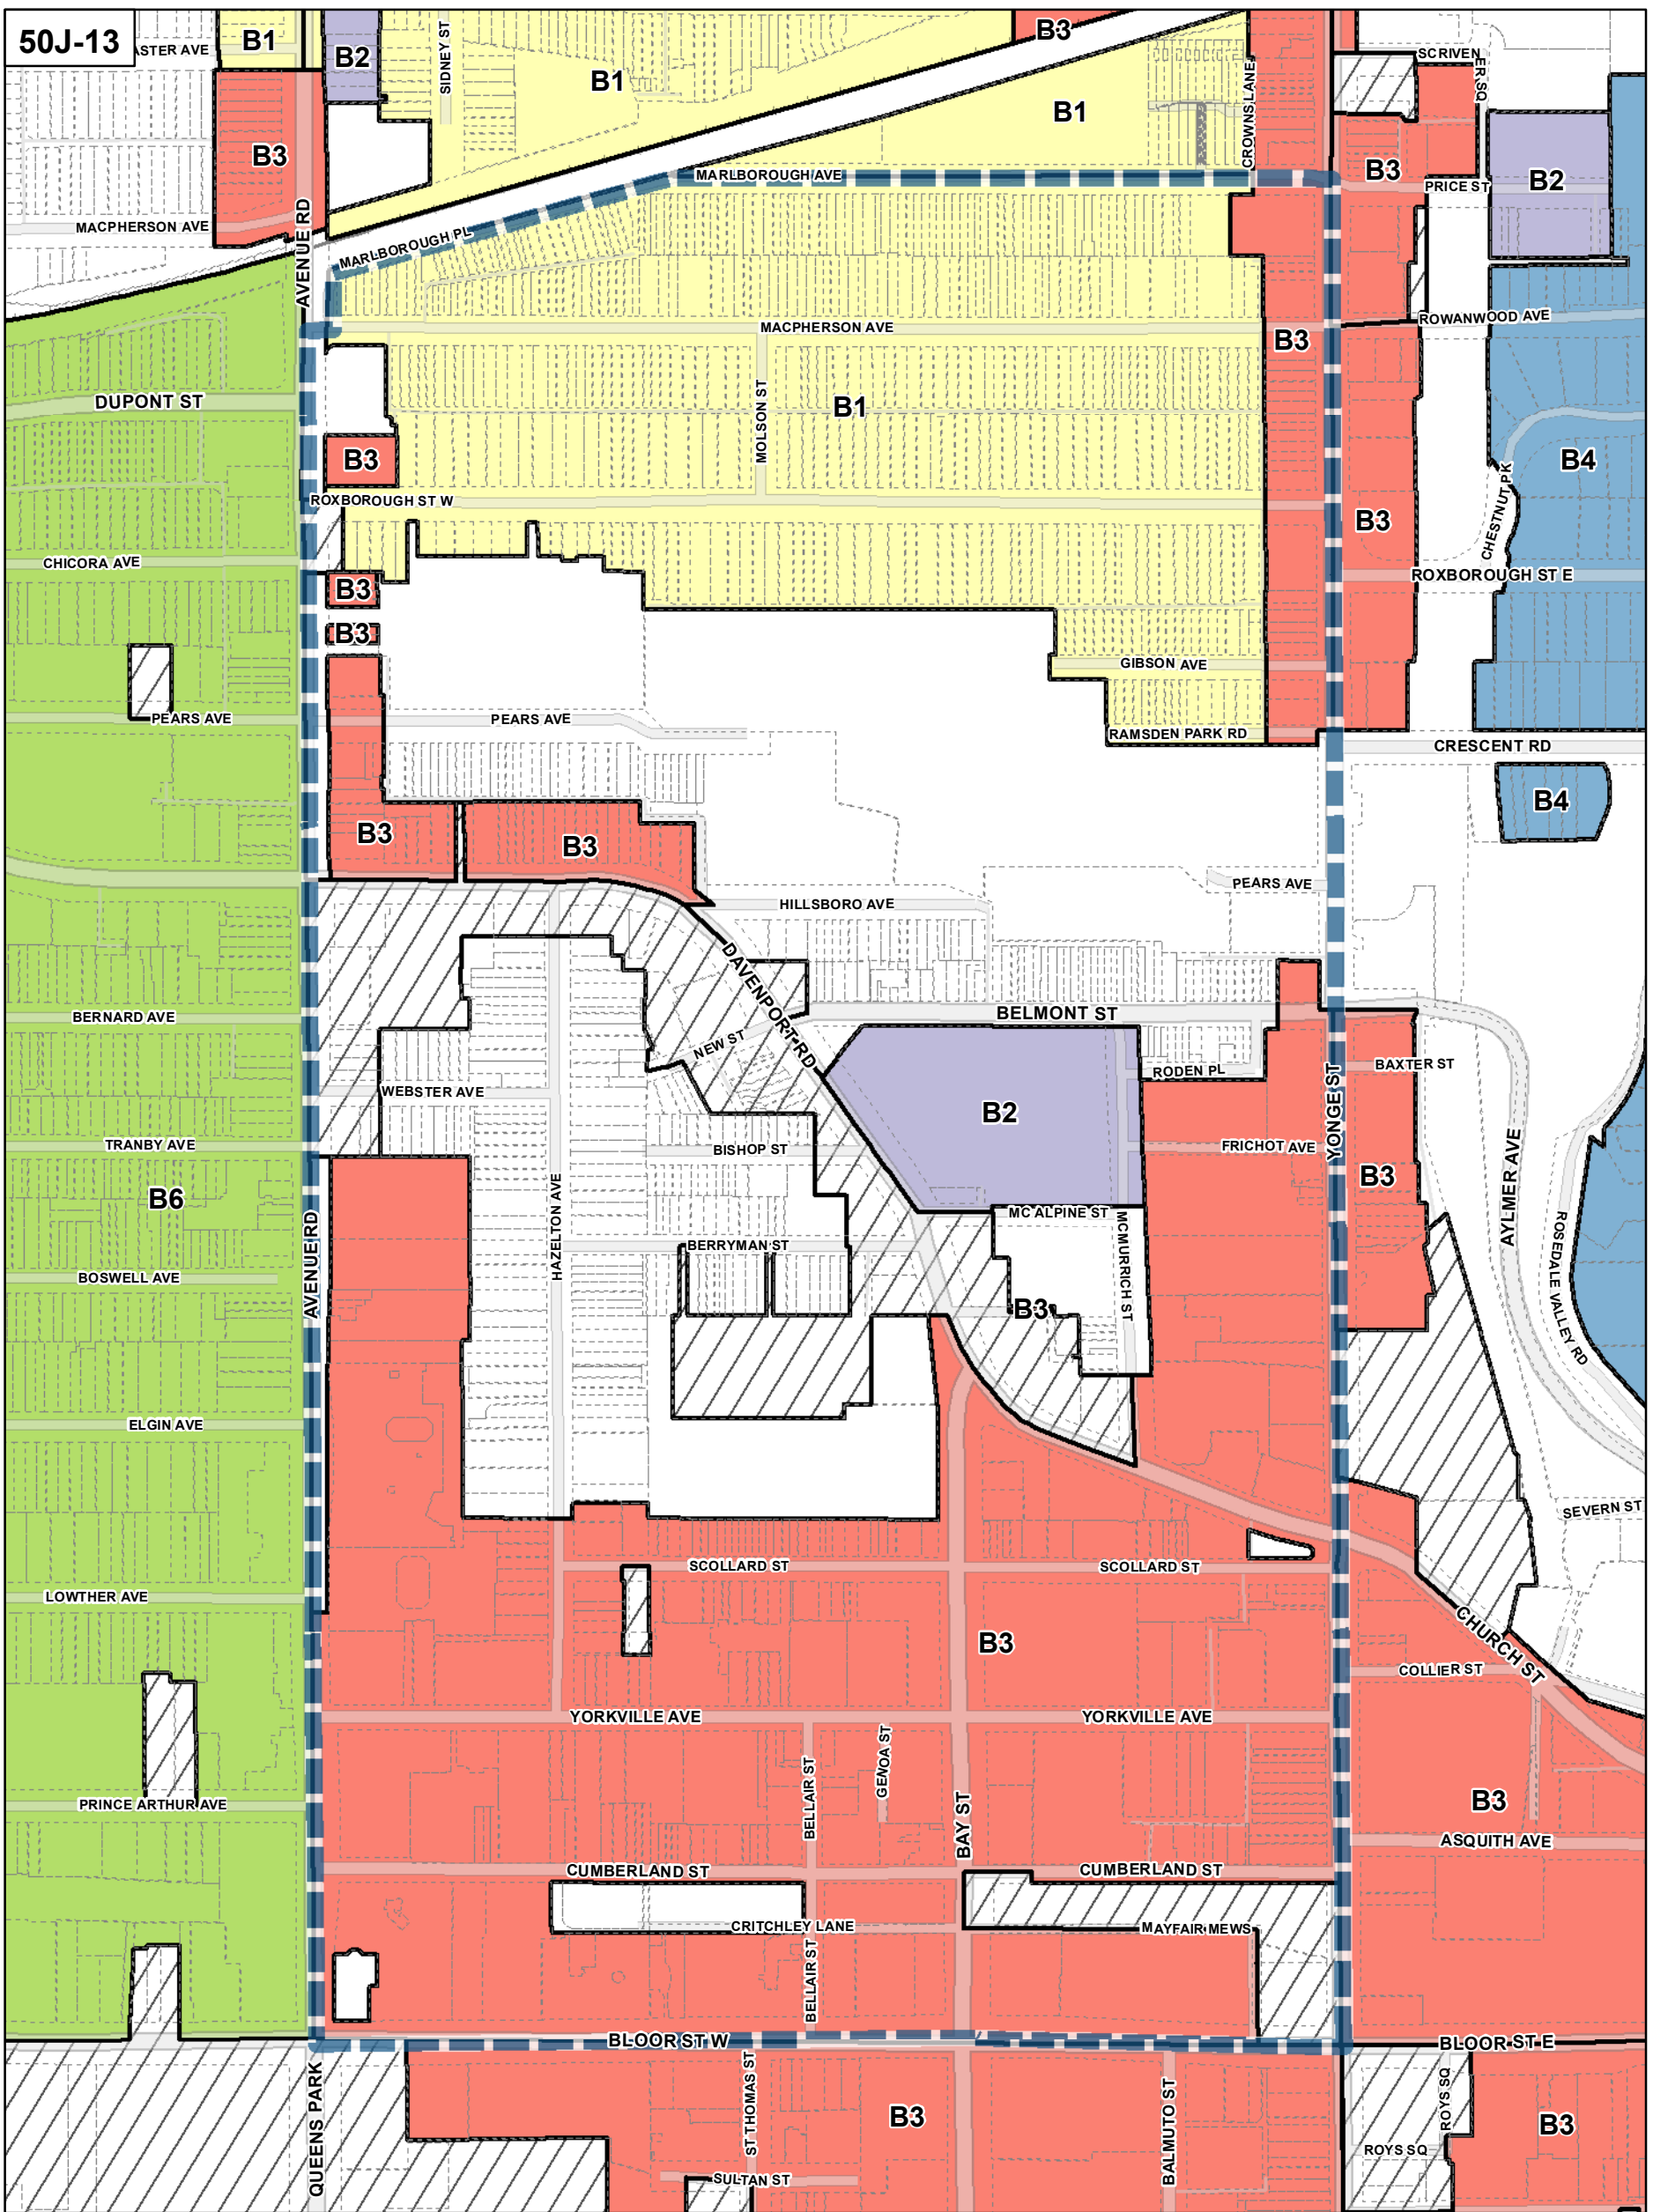 50J-13
ASTER AVE
B1
B2
SIDNEY ST
B1
B3
B1
CROWNS LANE
SCRIVEN
ER SQ
B3
B3
B2
PRICE ST
MARLBOROUGH AVE
MACPHERSON AVE
AVENUE RD
MARLBOROUGH PL
MACPHERSON AVE
ROWANWOOD AVE
B3
DUPONT ST
MOLSON ST
B1
B3
B4
ROXBOROUGH ST W
CHESTNUT PK
B3
CHICORA AVE
B3
ROXBOROUGH ST E
B3
GIBSON AVE
PEARS AVE
PEARS AVE
RAMSDEN PARK RD
CRESCENT RD
B4
B3
B3
PEARS AVE
HILLSBORO AVE
DAVENPORT RD
BERNARD AVE
BELMONT ST
NEW ST
BAXTER ST
RODEN PL
WEBSTER AVE
B2
YONGE ST
TRANBY AVE
BISHOP ST
FRICHOT AVE
B6
B3
AYLMER AVE
HAZELTON AVE
MC ALPINE ST
MCMURRICH ST
AVENUE RD
BERRYMAN ST
ROSEDALE VALLEY RD
BOSWELL AVE
B3
ELGIN AVE
SEVERN ST
SCOLLARD ST
SCOLLARD ST
LOWTHER AVE
CHURCH ST
B3
COLLIER ST
YORKVILLE AVE
YORKVILLE AVE
GENOA ST
BELLAIR ST
BAY ST
PRINCE ARTHUR AVE
B3
ASQUITH AVE
CUMBERLAND ST
CUMBERLAND ST
CRITCHLEY LANE
MAYFAIR MEWS
BELLAIR ST
BLOOR ST W
BLOOR ST E
QUEENS PARK
ST THOMAS ST
B3
BALMUTO ST
ROYS SQ
B3
ROYS SQ
SULTAN ST